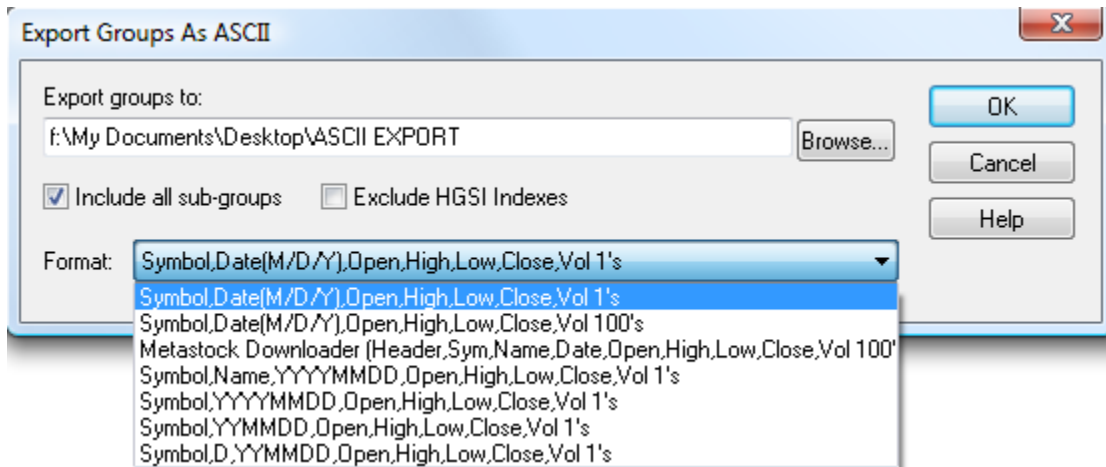 Export Groups As ASCII
Export groups to:
f:\My Documents\Desktop\ASCII EXPORT
Browse...
OK
Cancel
Help
Include all sub-groups
Exclude HGSI Indexes
Format:
Symbol,Date(M/D/Y),Open,High,Low,Close,Vol 1's
Symbol,Date(M/D/Y),Open,High,Low,Close,Vol 1's
Symbol,Date(M/D/Y),Open,High,Low,Close,Vol 100's
Metastock Downloader (Header,Sym,Name,Date,Open,High,Low,Close,Vol 100'
Symbol,Name,YYYYMMDD,Open,High,Low,Close,Vol 1's
Symbol,YYYYMMDD,Open,High,Low,Close,Vol 1's
Symbol,YYMMDD,Open,High,Low,Close,Vol 1's
Symbol,D,YYMMDD,Open,High,Low,Close,Vol 1's